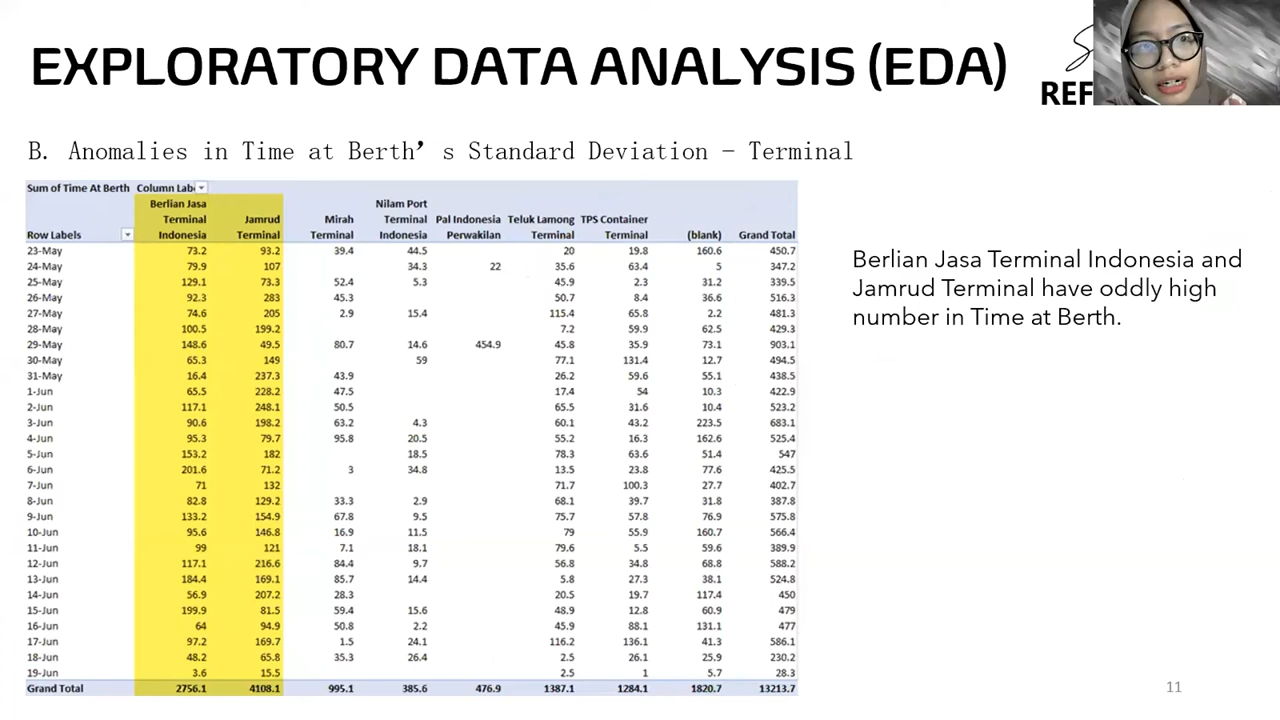 EXPLORATORY DATA ANALYSIS (EDA)
REF
B. Anomalies in Time at Berth’s Standard Deviation - Terminal
Sum of Time At Berth Column Labe
Row Labels Berlian Jasa Terminal Indonesia Jamrud Terminal Mirah Terminal Nilam Port Terminal Indonesia Pal Indonesia Perwakilan Teluk Lamong Terminal TPS Container Terminal (blank) Grand Total
23-May 73.2 93.2 39.4 44.5 20 19.8 160.6 450.7
24-May 79.9 107 34.3 22 35.6 63.4 5 347.2
25-May 129.1 73.3 52.4 5.3 45.9 2.3 31.2 339.5
26-May 92.3 283 45.3 50.7 8.4 36.6 516.3
27-May 74.6 205 2.9 15.4 115.4 65.8 2.2 481.3
28-May 100.5 199.2 7.2 59.9 62.5 429.3
29-May 148.6 49.5 80.7 14.6 454.9 45.8 35.9 73.1 903.1
30-May 65.3 149 59 77.1 131.4 12.7 494.5
31-May 16.4 237.3 43.9 26.2 59.6 55.1 438.5
1-Jun 65.5 228.2 47.5 17.4 54 10.3 422.9
2-Jun 117.1 248.1 50.5 65.5 31.6 10.4 523.2
3-Jun 90.6 198.2 63.2 4.3 60.1 43.2 223.5 683.1
4-Jun 95.3 79.7 95.8 20.5 55.2 16.3 162.6 525.4
5-Jun 153.2 182 18.5 78.3 63.6 51.4 547
6-Jun 201.6 71.2 3 34.8 13.5 23.8 77.6 425.5
7-Jun 71 132 71.7 100.3 27.7 402.7
8-Jun 82.8 129.2 33.3 2.9 68.1 39.7 31.8 387.8
9-Jun 133.2 154.9 67.8 9.5 75.7 57.8 76.9 575.8
10-Jun 95.6 146.8 16.9 11.5 79 55.9 160.7 566.4
11-Jun 99 121 7.1 18.1 79.6 5.5 59.6 389.9
12-Jun 117.1 216.6 84.4 9.7 56.8 34.8 68.8 588.2
13-Jun 184.4 169.1 85.7 14.4 5.8 27.3 38.1 524.8
14-Jun 56.9 207.2 28.3 20.5 19.7 117.4 450
15-Jun 199.9 81.5 59.4 15.6 48.9 12.8 60.9 479
16-Jun 64 94.9 50.8 2.2 45.9 88.1 131.1 477
17-Jun 97.2 169.7 1.5 24.1 116.2 136.1 41.3 586.1
18-Jun 48.2 65.8 35.3 26.4 2.5 26.1 25.9 230.2
19-Jun 3.6 15.5 2.5 1 5.7 28.3
Grand Total 2756.1 4108.1 995.1 385.6 476.9 1387.1 1284.1 1820.7 13213.7
Berlian Jasa Terminal Indonesia and
Jamrud Terminal have oddly high
number in Time at Berth.
11